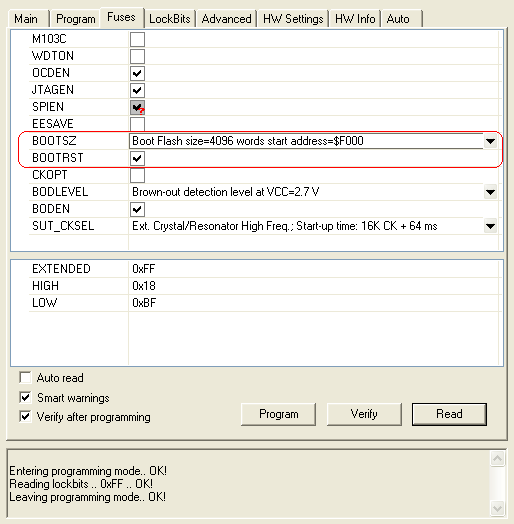 Main Program Fuses LockBits Advanced HW Settings HW Info Auto
M103C
WDTON
OCDEN
JTAGEN
SPIEN ?
EESAVE
BOOTSZ Boot Flash size=4096 words start address=$F000
BOOTRST
CKOPT
BODLEVEL Brown-out detection level at VCC=2.7 V
BODEN
SUT_CKSEL Ext. Crystal/Resonator High Freq.; Start-up time: 16K CK + 64 ms
EXTENDED 0xFF
HIGH 0x18
LOW 0xBF
Auto read
Smart warnings
Verify after programming
Program Verify Read
Entering programming mode.. OK!
Reading lockbits .. 0xFF .. OK!
Leaving programming mode.. OK!